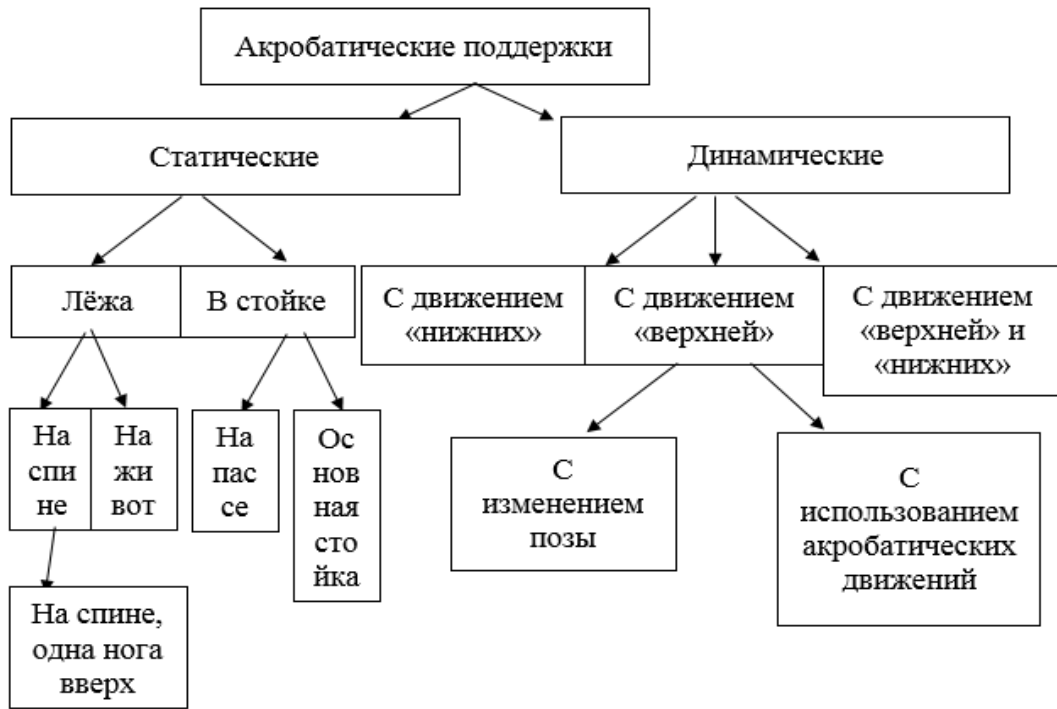 Акробатические поддержки
Статические
Динамические
Лёжа
В стойке
С движением
«нижних»
С движением
«верхней»
С движением
«верхней» и
«нижних»
На
спи
не
На
жи
вот
На
пас
се
Ос
нов
ная
сто
йка
С
изменением
позы
С
использованием
акробатических
движений
На спине,
одна нога
вверх